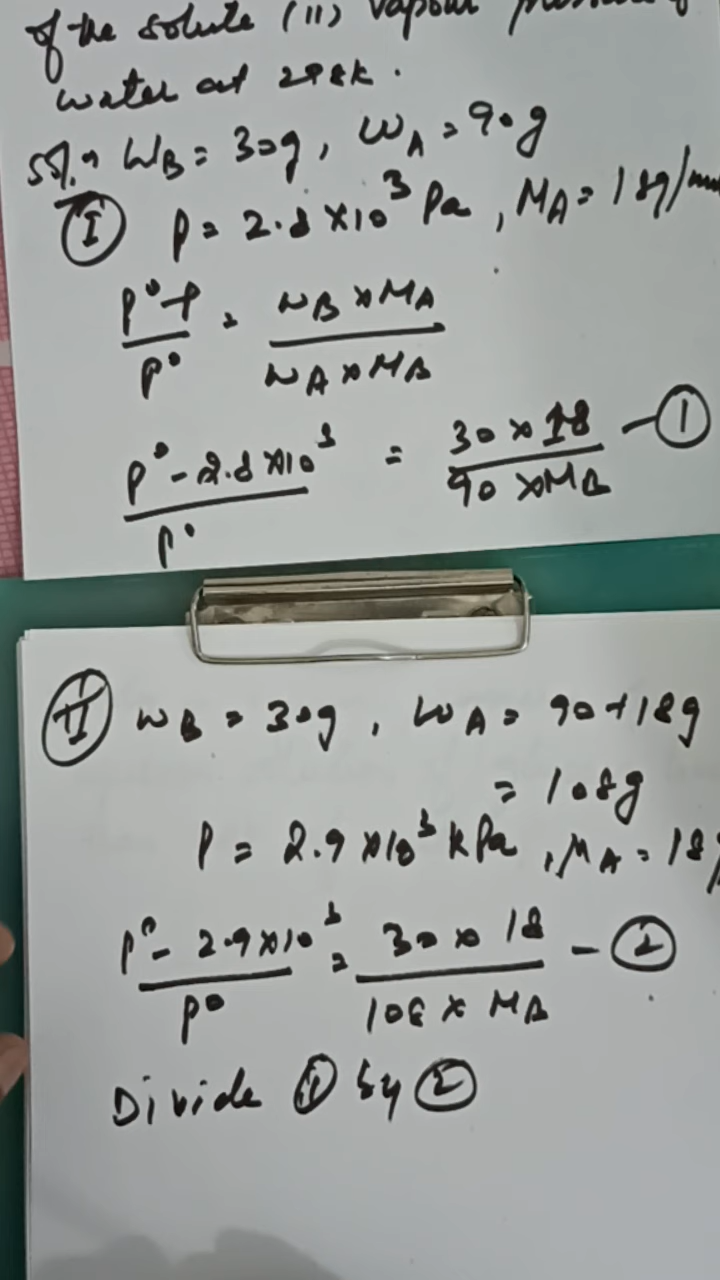 of the solute (ii) vapour pressure of
water at 298k.
Sol. WB = 30g, WA = 90g
I P = 2.8 × 10³ Pa, MA = 18g/
P° - P / P° = WB × MA / WA × MB
P° - 2.8 × 10³ / P° = 30 × 18 / 90 × MB — 1
II WB = 30g, WA = 90 + 18g
= 108g
P = 2.9 × 10³ kPa, MA = 18
P° - 2.9 × 10³ / P° = 30 × 18 / 108 × MB — 2
Divide 1 by 2